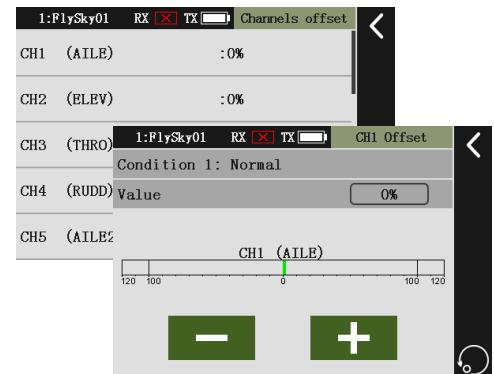 1:FlySky01 RX TX Channels offset
CH1 (AILE) :0%
CH2 (ELEV) :0%
CH3 (THRO)
CH4 (RUDD)
CH5 (AILE2
1:FlySky01 RX TX CH1 Offset
Condition 1: Normal
Value 0%
CH1 (AILE)
120 100 0 100 120